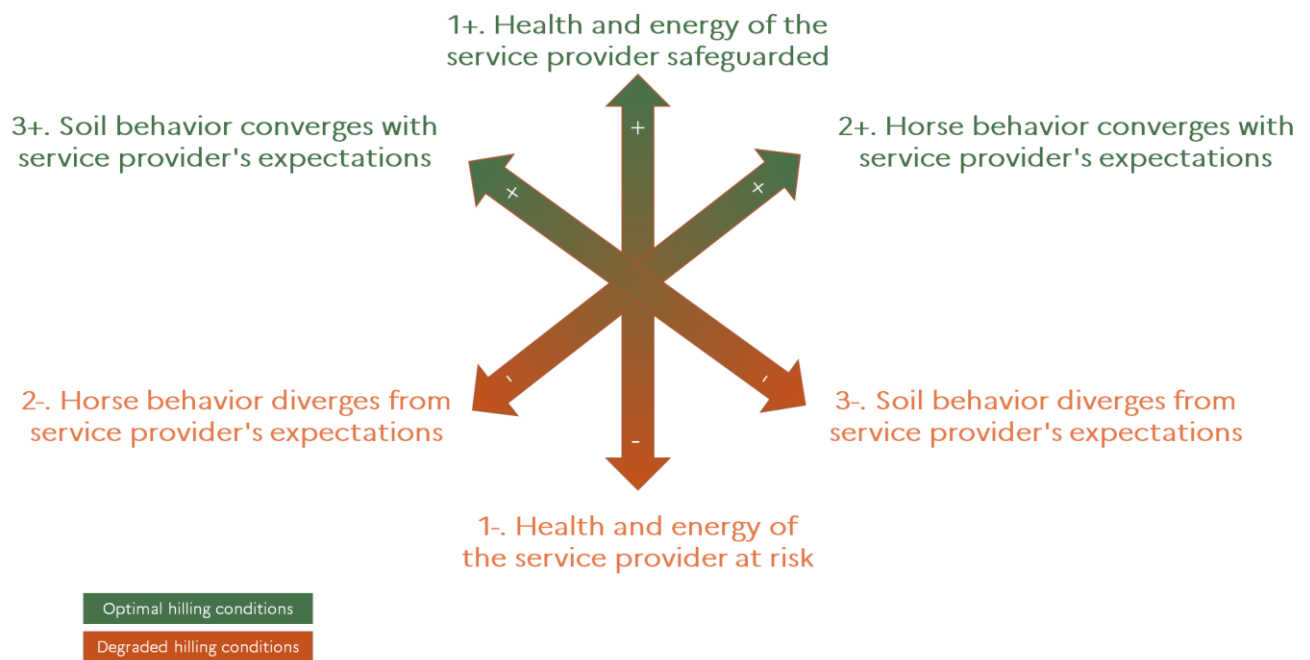 1+. Health and energy of the
service provider safeguarded
3+. Soil behavior converges with
service provider's expectations
2+. Horse behavior converges with
service provider's expectations
+
+
+
2-. Horse behavior diverges from
service provider's expectations
-
-
-
3-. Soil behavior diverges from
service provider's expectations
1-. Health and energy of
the service provider at risk
Optimal hilling conditions
Degraded hilling conditions